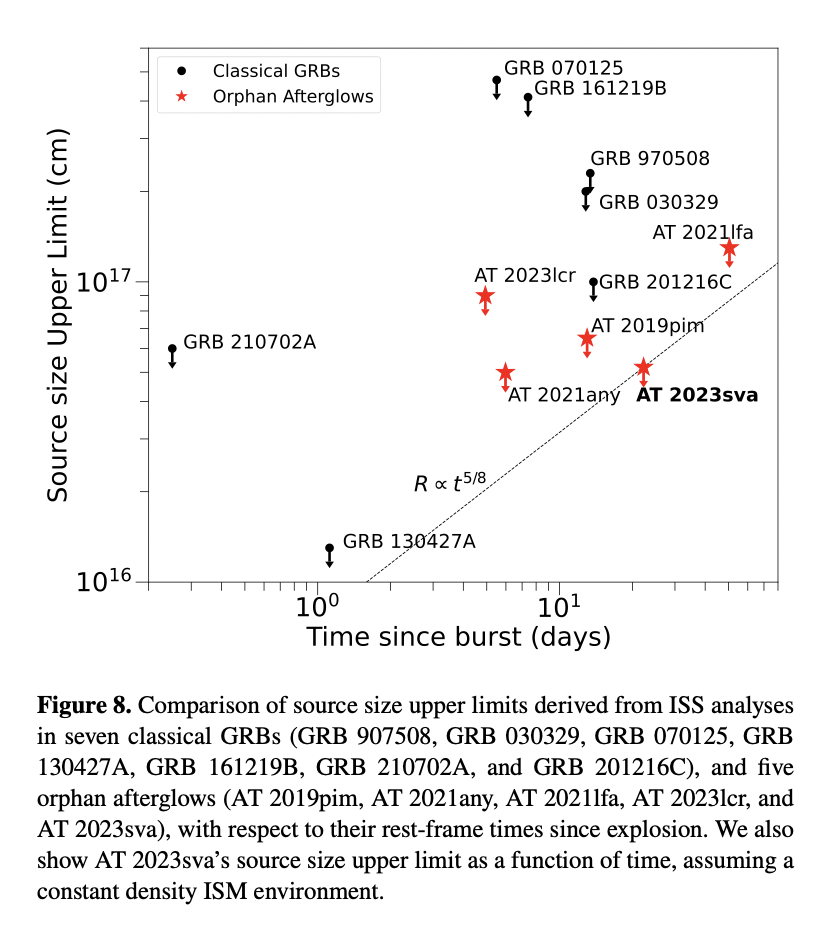 Classical GRBs
Orphan Afterglows
GRB 070125
GRB 161219B
GRB 970508
GRB 030329
AT 2021lfa
AT 2023lcr
GRB 201216C
AT 2019pim
GRB 210702A
AT 2021any
AT 2023sva
R ∝ t^{5/8}
GRB 130427A
Source size Upper Limit (cm)
10^{17}
10^{16}
10^{0}
10^{1}
Time since burst (days)
Figure 8. Comparison of source size upper limits derived from ISS analyses
in seven classical GRBs (GRB 907508, GRB 030329, GRB 070125, GRB
130427A, GRB 161219B, GRB 210702A, and GRB 201216C), and five
orphan afterglows (AT 2019pim, AT 2021any, AT 2021lfa, AT 2023lcr, and
AT 2023sva), with respect to their rest-frame times since explosion. We also
show AT 2023sva's source size upper limit as a function of time, assuming a
constant density ISM environment.